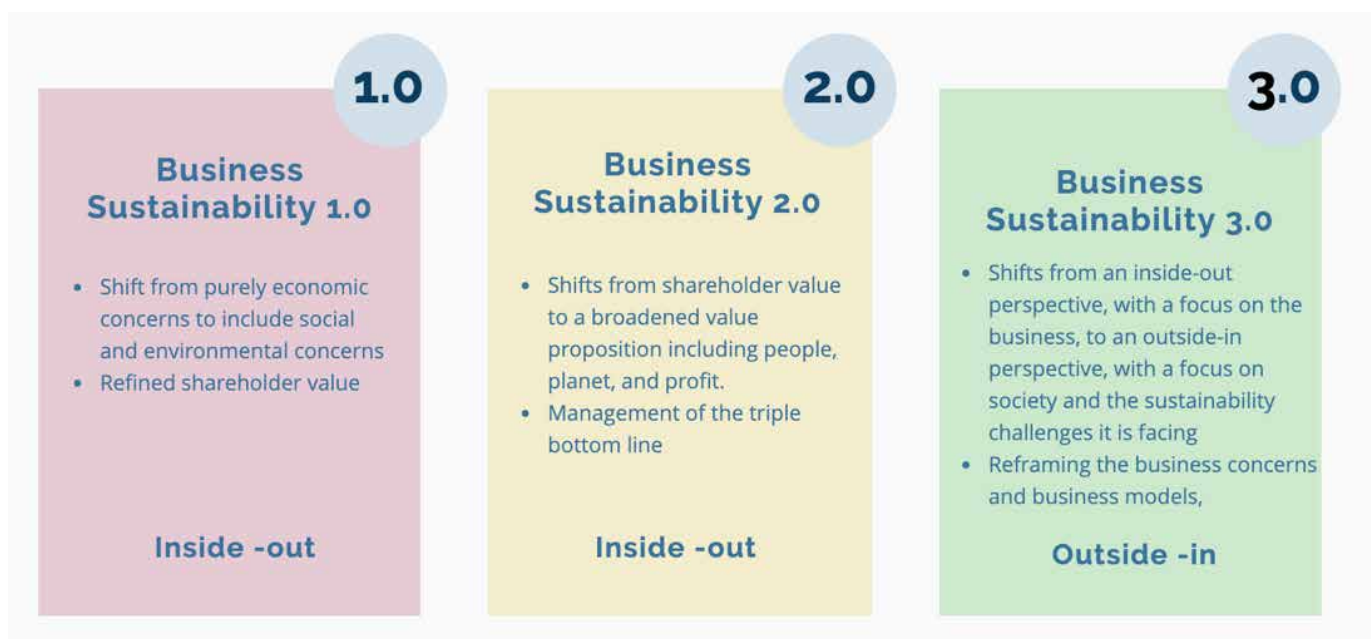 1.0
Business
Sustainability 1.0
• Shift from purely economic
concerns to include social
and environmental concerns
• Refined shareholder value
Inside -out
2.0
Business
Sustainability 2.0
• Shifts from shareholder value
to a broadened value
proposition including people,
planet, and profit.
• Management of the triple
bottom line
Inside -out
3.0
Business
Sustainability 3.0
• Shifts from an inside-out
perspective, with a focus on the
business, to an outside-in
perspective, with a focus on
society and the sustainability
challenges it is facing
• Reframing the business concerns
and business models,
Outside -in